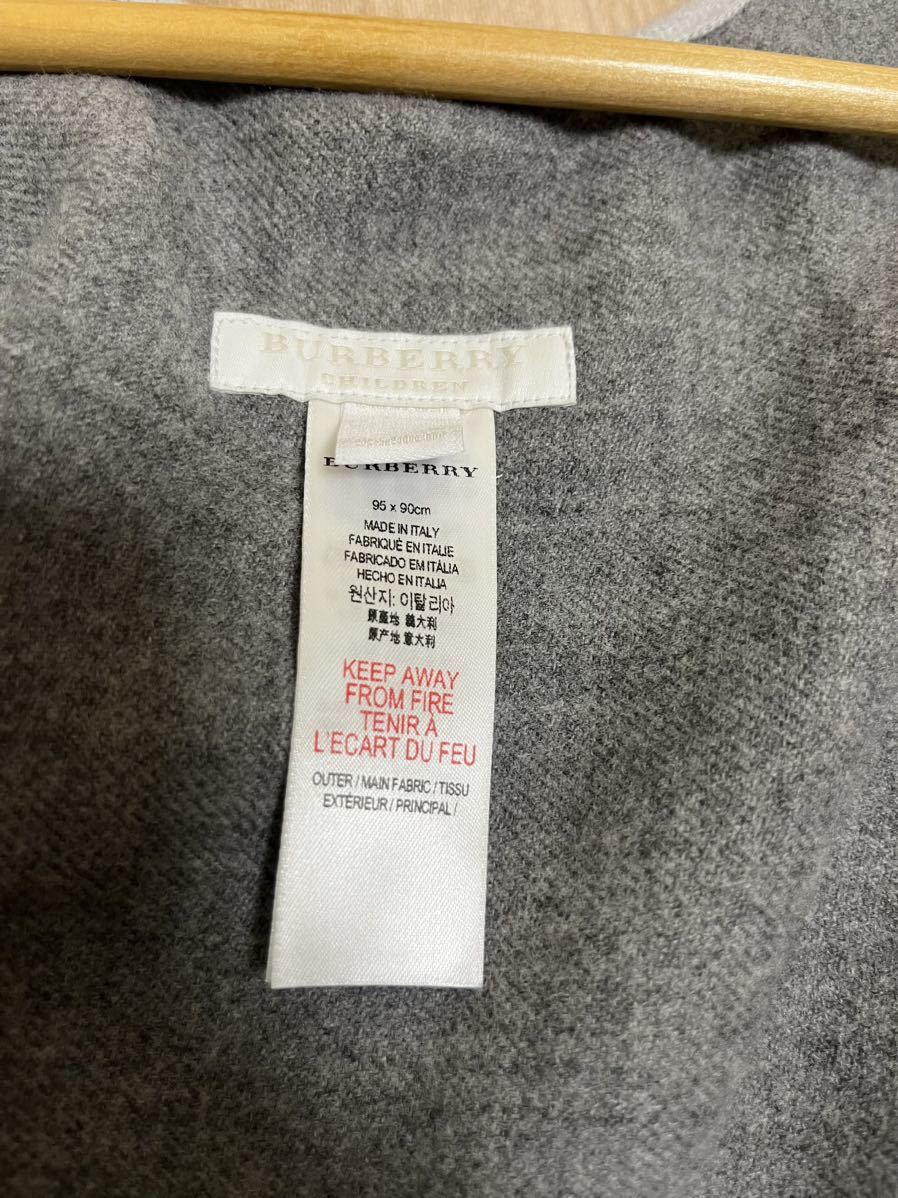 BURBERRY
CHILDREN
BURBERRY
95 x 90cm
MADE IN ITALY
FABRIQUÉ EN ITALIE
FABRICADO EM ITÁLIA
HECHO EN ITALIA
원산지: 이탈리아
原產地 義大利
原产地 意大利
KEEP AWAY
FROM FIRE
TENIR À
L'ECART DU FEU
OUTER / MAIN FABRIC / TISSU
EXTÉRIEUR / PRINCIPAL /